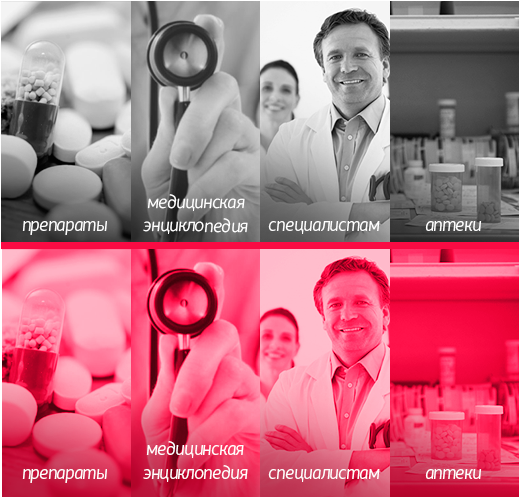 препараты
медицинская
энциклопедия
специалистам
аптеки
препараты
медицинская
энциклопедия
специалистам
аптеки